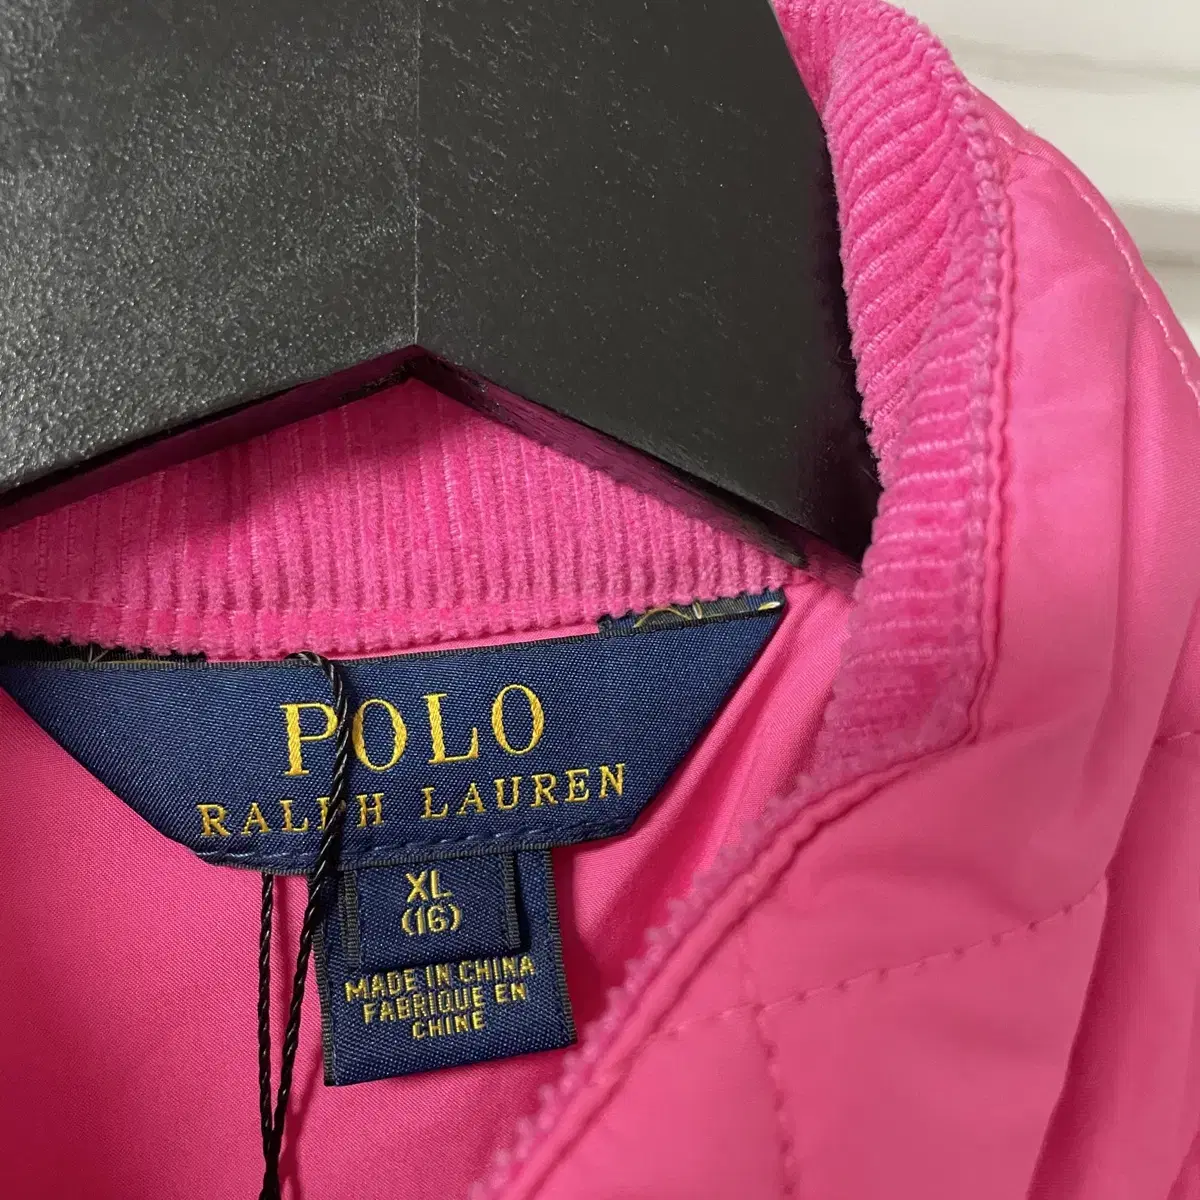 POLO
RALPH LAUREN
XL
(16)
MADE IN CHINA
FABRIQUE EN
CHINE